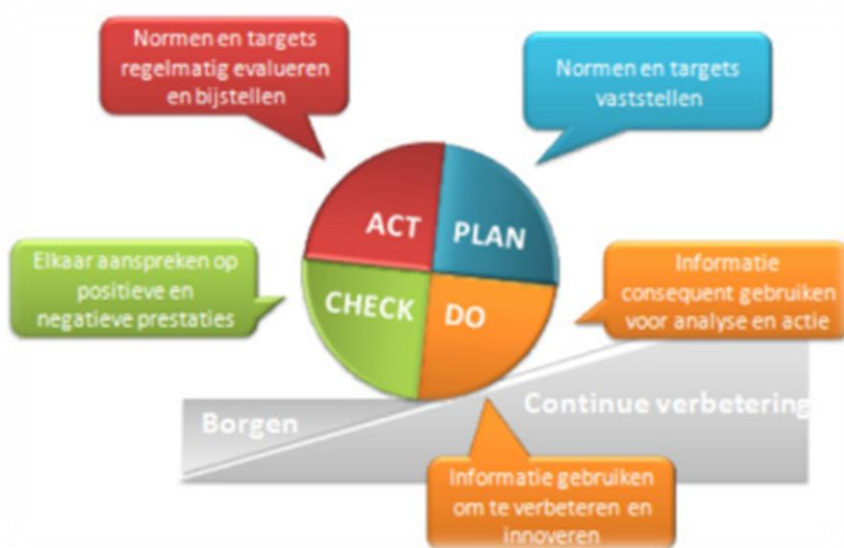 Normen en targets
regelmatig evalueren
en bijstellen
Normen en targets
vaststellen
ACT
PLAN
Elkaar aanspreken op
positieve en
negatieve prestaties
CHECK
DO
Informatie
consequent gebruiken
voor analyse en actie
Borgen
Continue verbetering
Informatie gebruiken
om te verbeteren en
innoveren